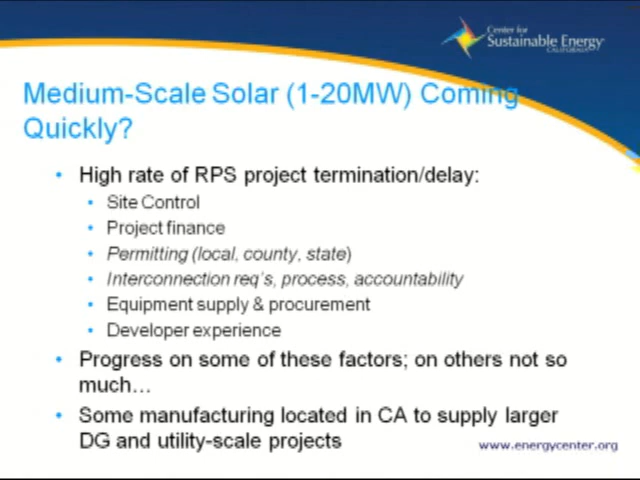 Center for
Sustainable Energy
CALIFORNIA
Medium-Scale Solar (1-20MW) Coming
Quickly?
• High rate of RPS project termination/delay:
• Site Control
• Project finance
• Permitting (local, county, state)
• Interconnection req's, process, accountability
• Equipment supply & procurement
• Developer experience
• Progress on some of these factors; on others not so
much…
• Some manufacturing located in CA to supply larger
DG and utility-scale projects
www.energycenter.org